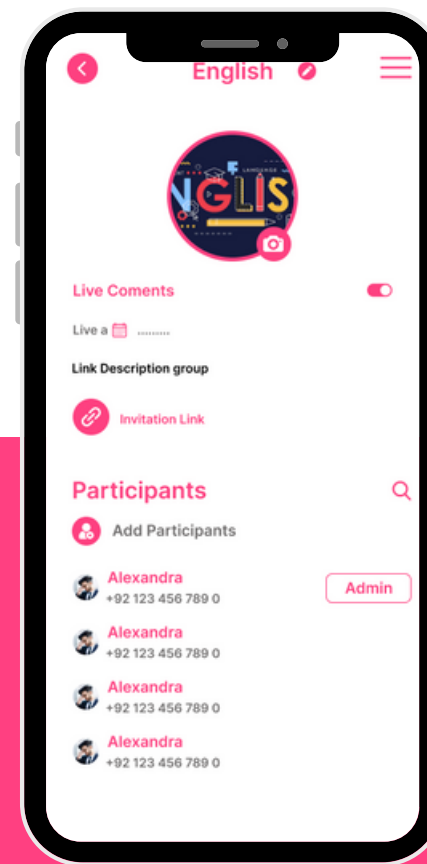 English
LANGUAGE
NGLIS
Live Coments
Live a ..........
Link Description group
Invitation Link
Participants
Add Participants
Alexandra
Admin
+92 123 456 789 0
Alexandra
+92 123 456 789 0
Alexandra
+92 123 456 789 0
Alexandra
+92 123 456 789 0